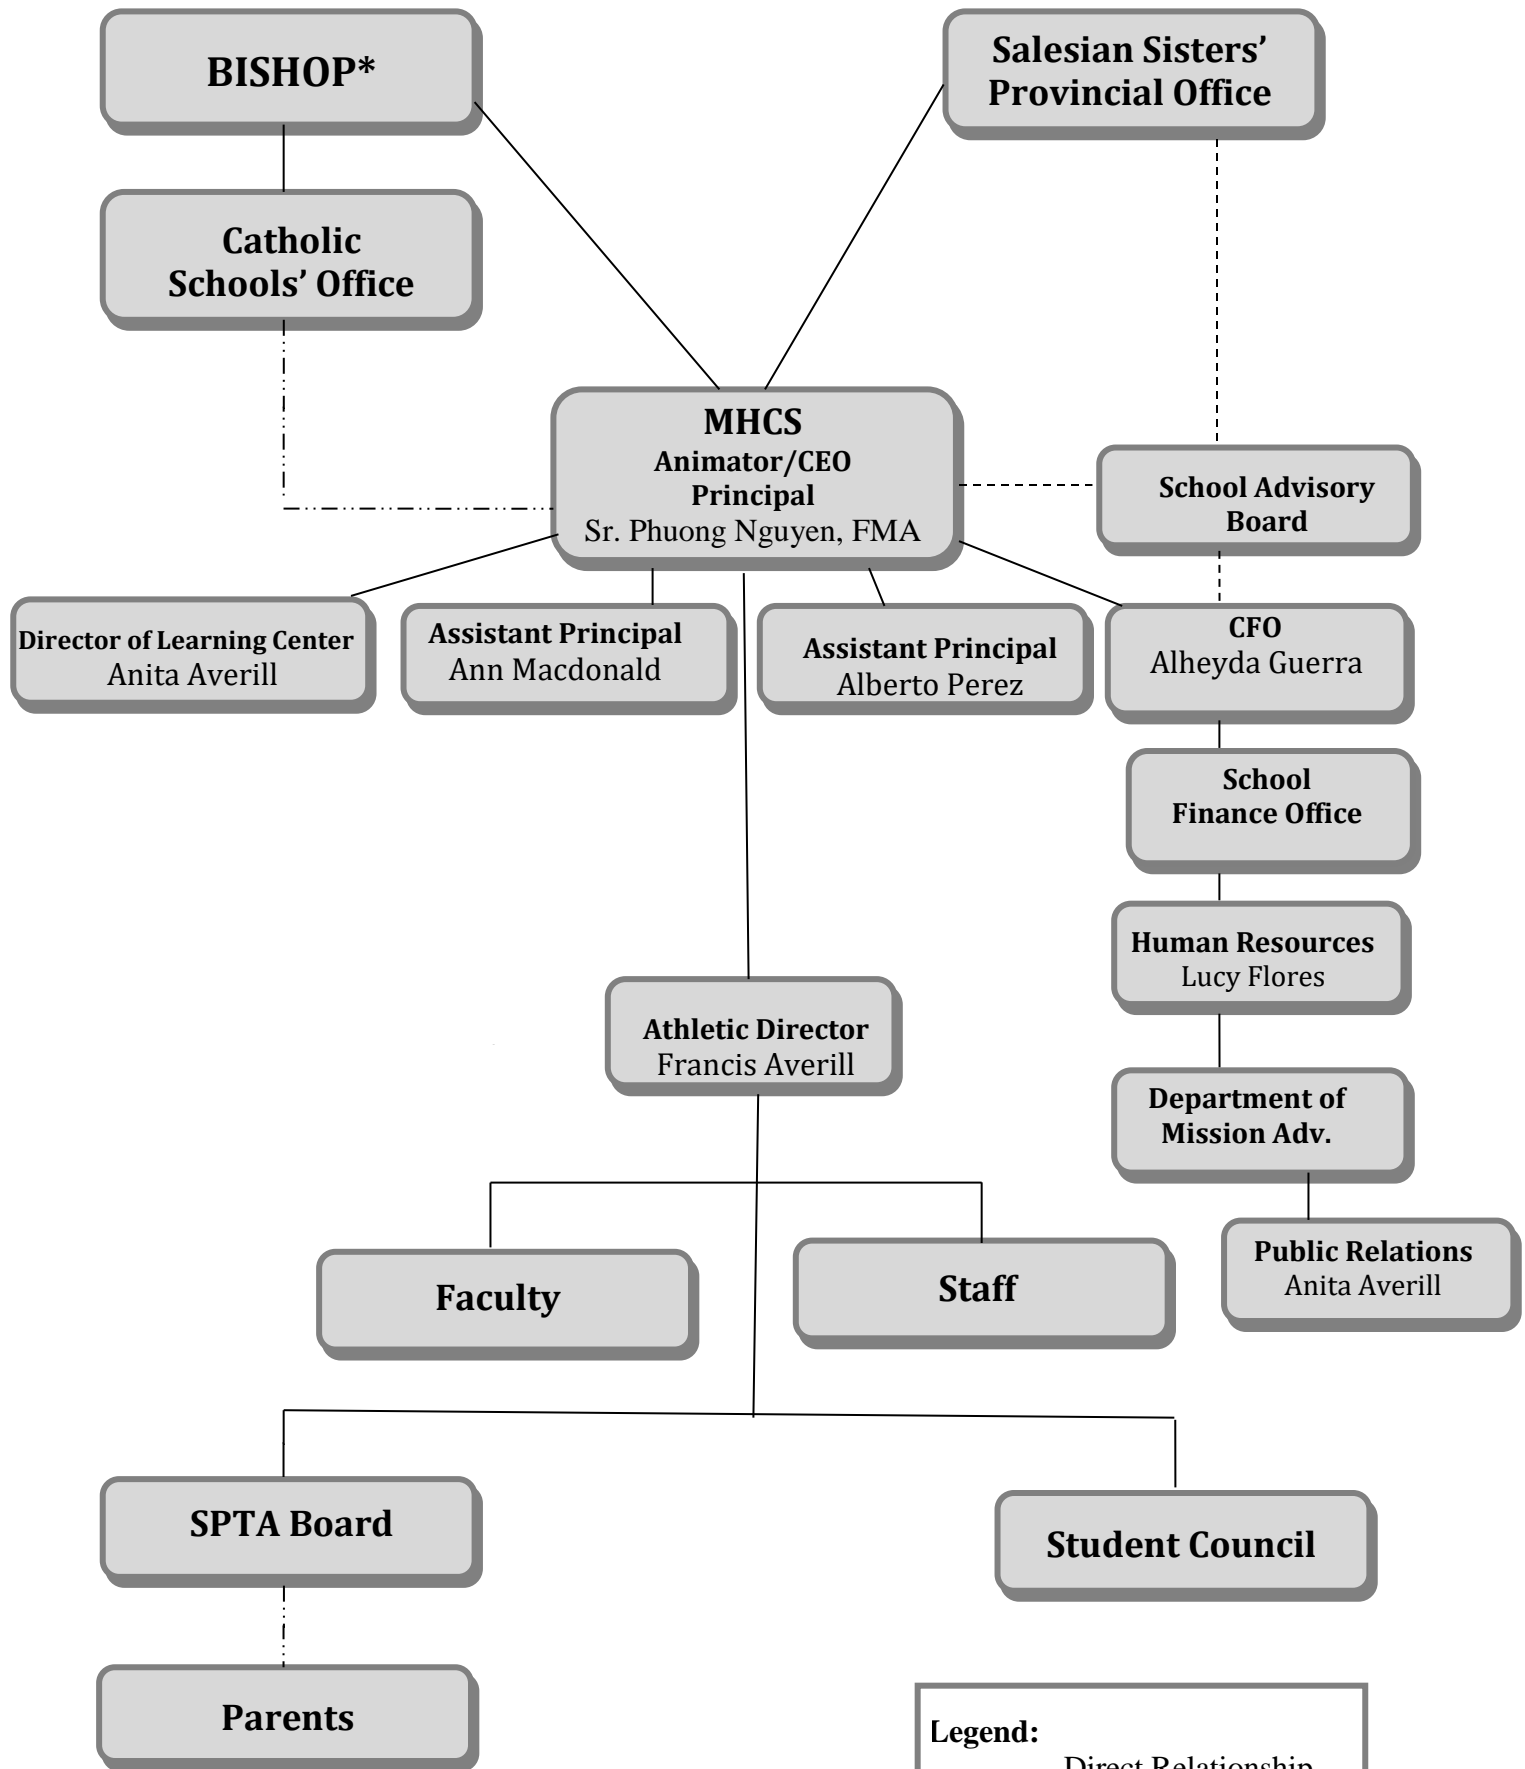 BISHOP*
Salesian Sisters’
Provincial Office
Catholic
Schools’ Office
MHCS
Animator/CEO
Principal
Sr. Phuong Nguyen, FMA
School Advisory
Board
Director of Learning Center
Anita Averill
Assistant Principal
Ann Macdonald
Assistant Principal
Alberto Perez
CFO
Alheyda Guerra
School
Finance Office
Human Resources
Lucy Flores
Athletic Director
Francis Averill
Department of
Mission Adv.
Public Relations
Anita Averill
Faculty
Staff
SPTA Board
Student Council
Parents
Legend:
Direct Relationship